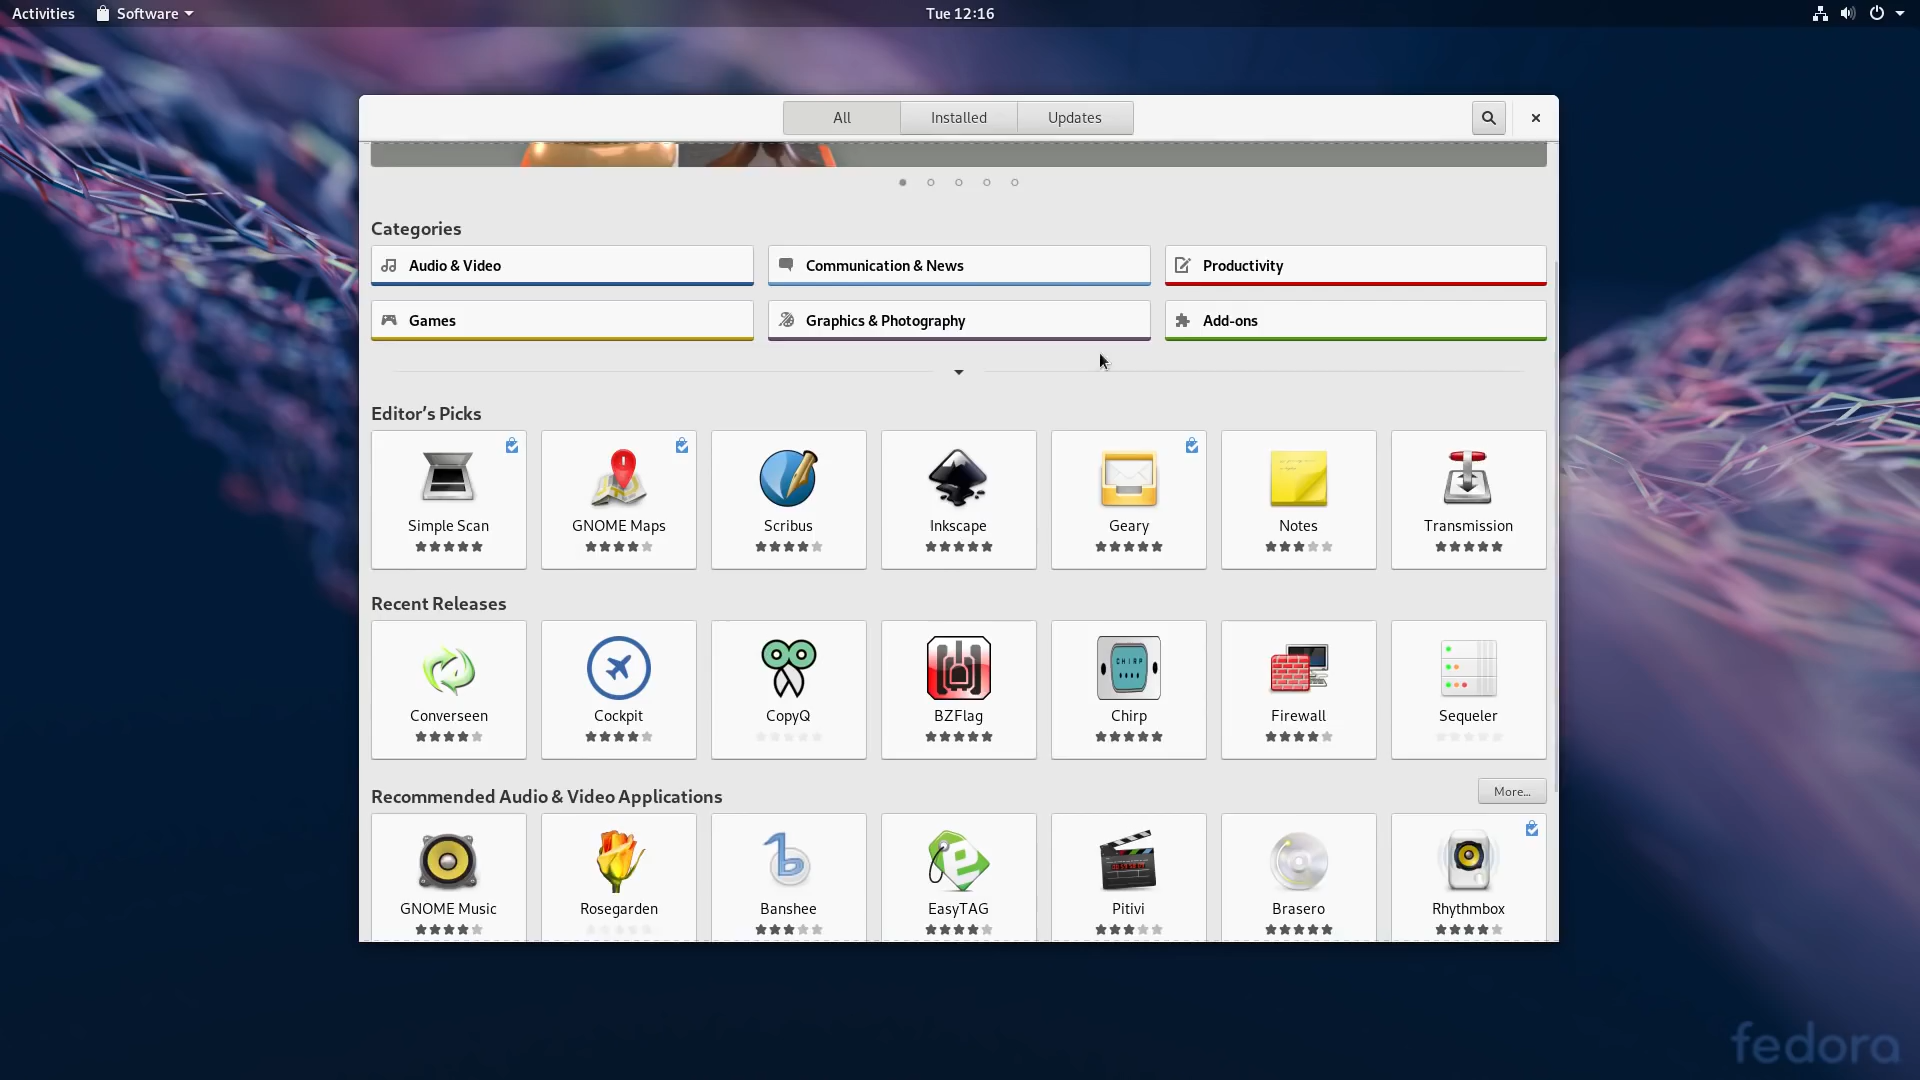 Activities Software Tue 12:16
All Installed Updates
Categories
Audio & Video Communication & News Productivity
Games Graphics & Photography Add-ons
Editor’s Picks
Simple Scan GNOME Maps Scribus Inkscape Geary Notes Transmission
Recent Releases
CHIRP
Converseen Cockpit CopyQ BZFlag Chirp Firewall Sequeler
More…
Recommended Audio & Video Applications
GNOME Music Rosegarden Banshee EasyTAG Pitivi Brasero Rhythmbox
fedora